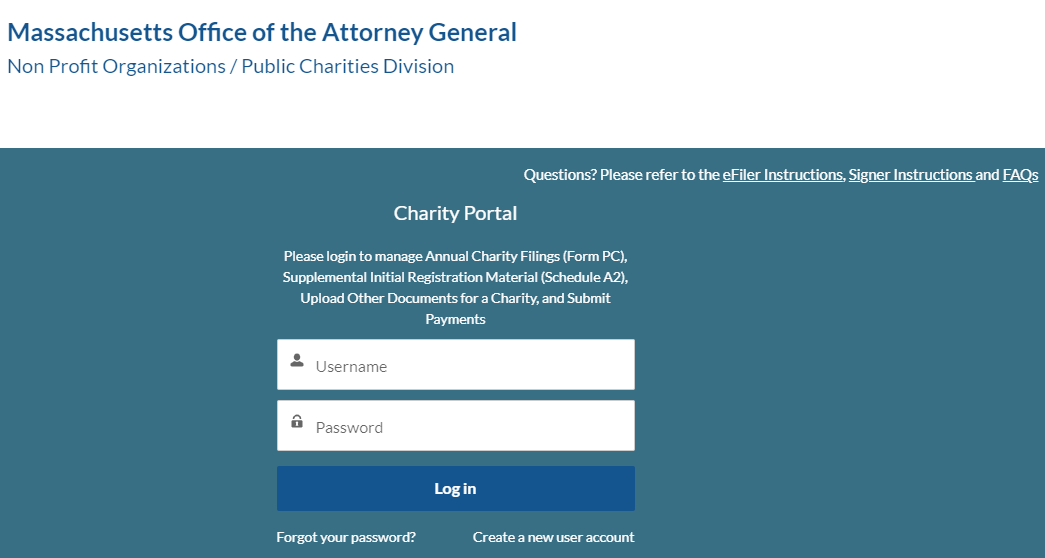 Massachusetts Office of the Attorney General
Non Profit Organizations / Public Charities Division
Questions? Please refer to the eFiler Instructions, Signer Instructions and FAQs
Charity Portal
Please login to manage Annual Charity Filings (Form PC),
Supplemental Initial Registration Material (Schedule A2),
Upload Other Documents for a Charity, and Submit
Payments
Username
Password
Log in
Forgot your password? Create a new user account